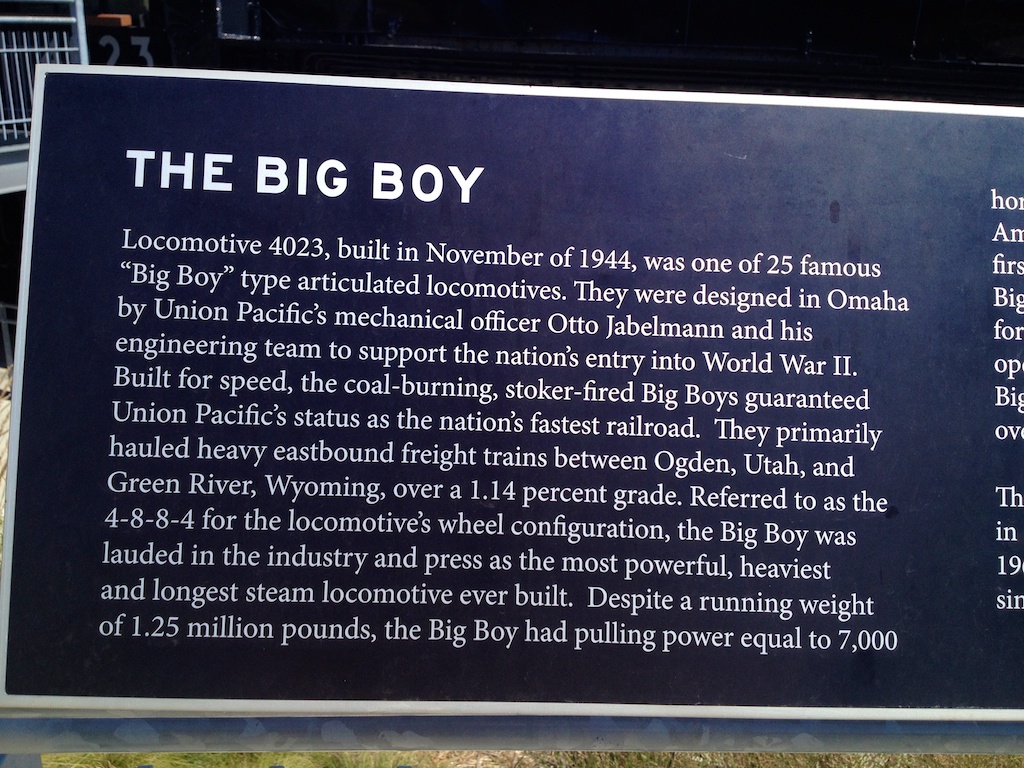 23
THE BIG BOY
Locomotive 4023, built in November of 1944, was one of 25 famous
“Big Boy” type articulated locomotives. They were designed in Omaha
by Union Pacific’s mechanical officer Otto Jabelmann and his
engineering team to support the nation’s entry into World War II.
Built for speed, the coal-burning, stoker-fired Big Boys guaranteed
Union Pacific’s status as the nation’s fastest railroad.  They primarily
hauled heavy eastbound freight trains between Ogden, Utah, and
Green River, Wyoming, over a 1.14 percent grade. Referred to as the
4-8-8-4 for the locomotive’s wheel configuration, the Big Boy was
lauded in the industry and press as the most powerful, heaviest
and longest steam locomotive ever built.  Despite a running weight
of 1.25 million pounds, the Big Boy had pulling power equal to 7,000
Big
for
Big
in